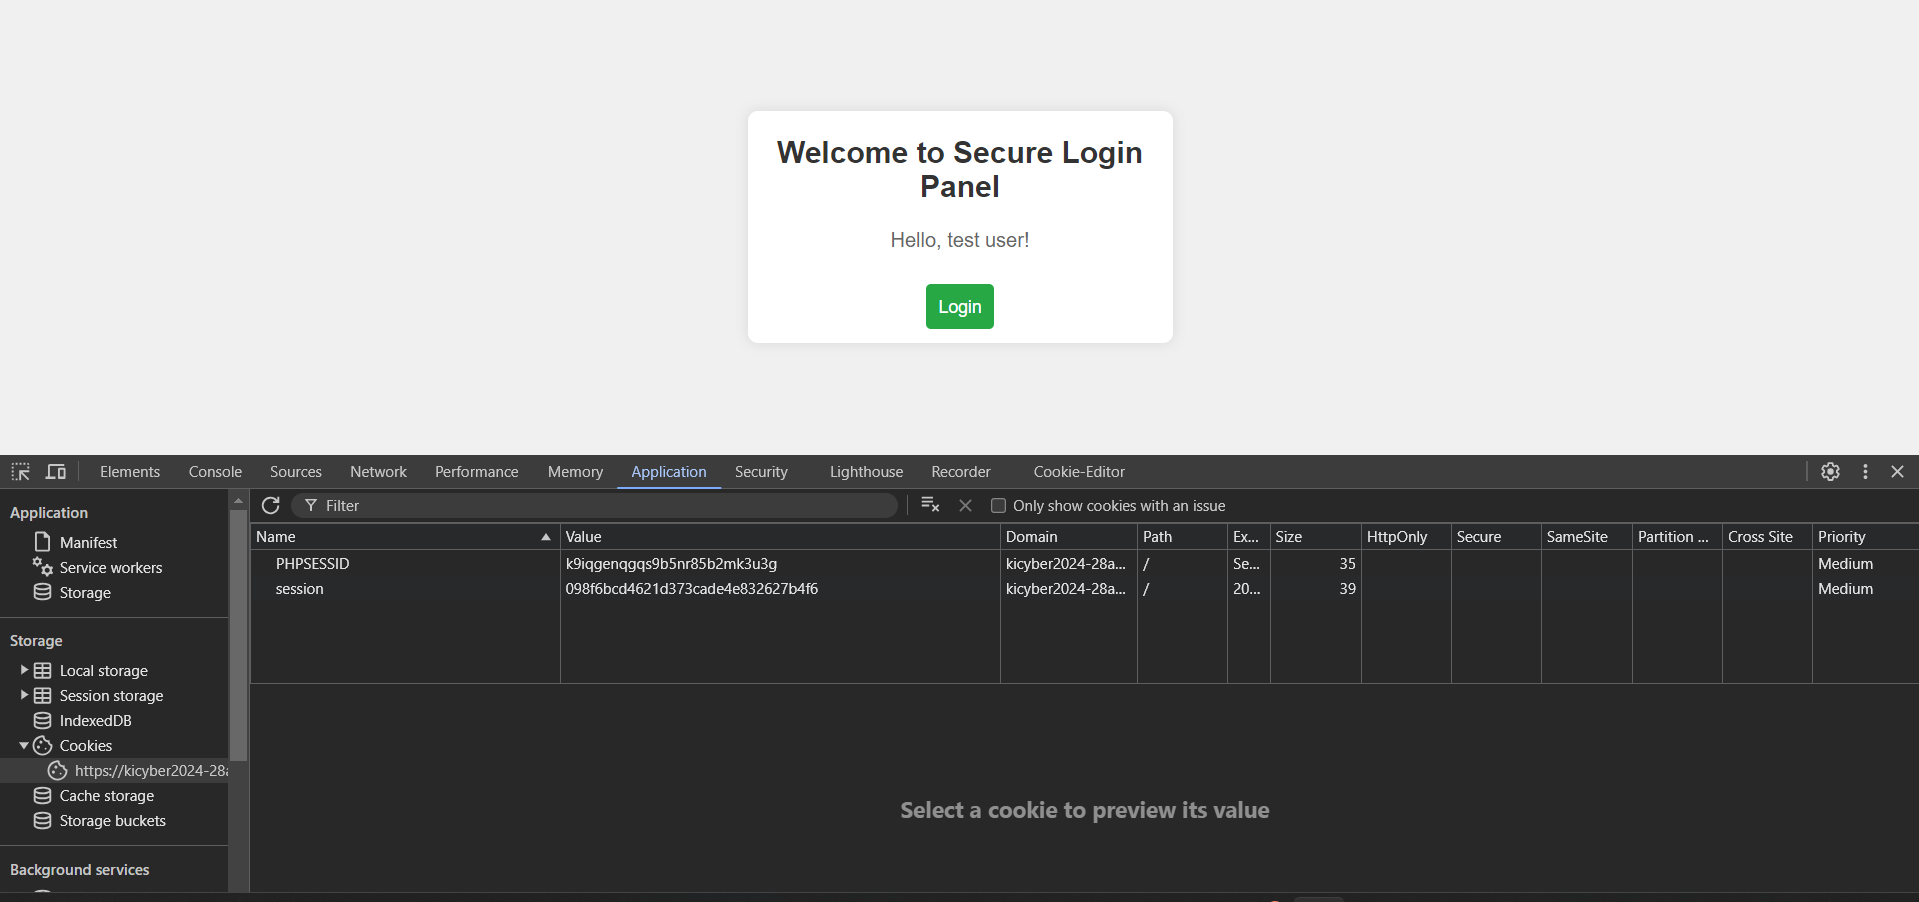 Welcome to Secure Login
Panel
Hello, test user!
Login
Elements Console Sources Network Performance Memory Application Security Lighthouse Recorder Cookie-Editor
Application
Manifest
Service workers
Storage
Storage
Local storage
Session storage
IndexedDB
Cookies
https://kicyber2024-28a
Cache storage
Storage buckets
Background services
Filter
Only show cookies with an issue
Name Value Domain Path Ex... Size HttpOnly Secure SameSite Partition ... Cross Site Priority
PHPSESSID k9iqgenqgqs9b5nr85b2mk3u3g kicyber2024-28a... / Se... 35 Medium
session 098f6bcd4621d373cade4e832627b4f6 kicyber2024-28a... / 20... 39 Medium
Select a cookie to preview its value